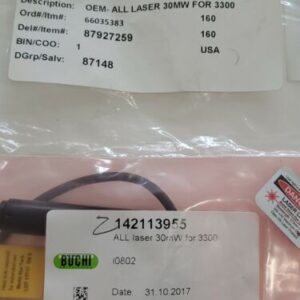 Description: OEM- ALL LASER 30MW FOR 3300
Ord#/Itm#: 66035383 160
Del#/Item#: 87927259 160
BIN/COO: 1 USA
DGrp/Salv: 87148
142113955
ALL laser 30mW for 3300
BUCHI i0802
Date: 31.10.2017
LASER